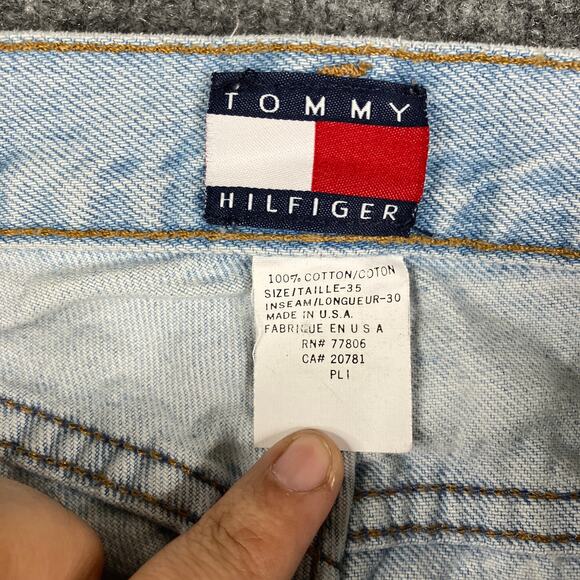 TOMMY
HILFIGER
100% COTTON/COTON
SIZE/TAILLE-35
INSEAM/LONGUEUR-30
MADE IN U.S.A.
FABRIQUE EN U S A
RN# 77806
CA# 20781
PL1